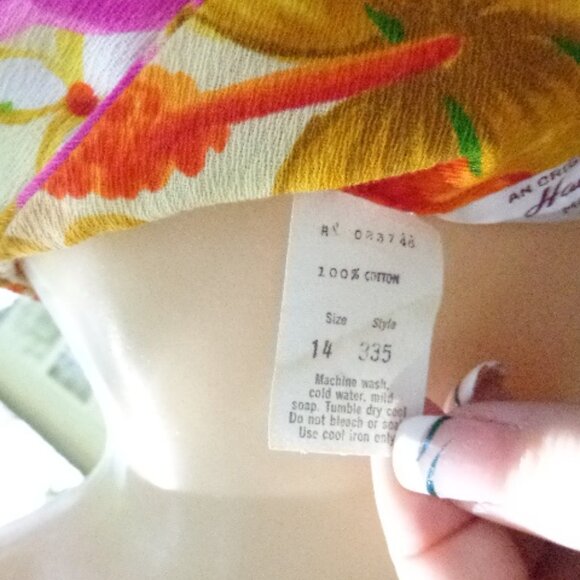 AN ORIG
RN 023746
100% COTTON
Size Style
14 335
Machine wash,
cold water, mild
soap. Tumble dry cool
Do not bleach or
Use cool iron only